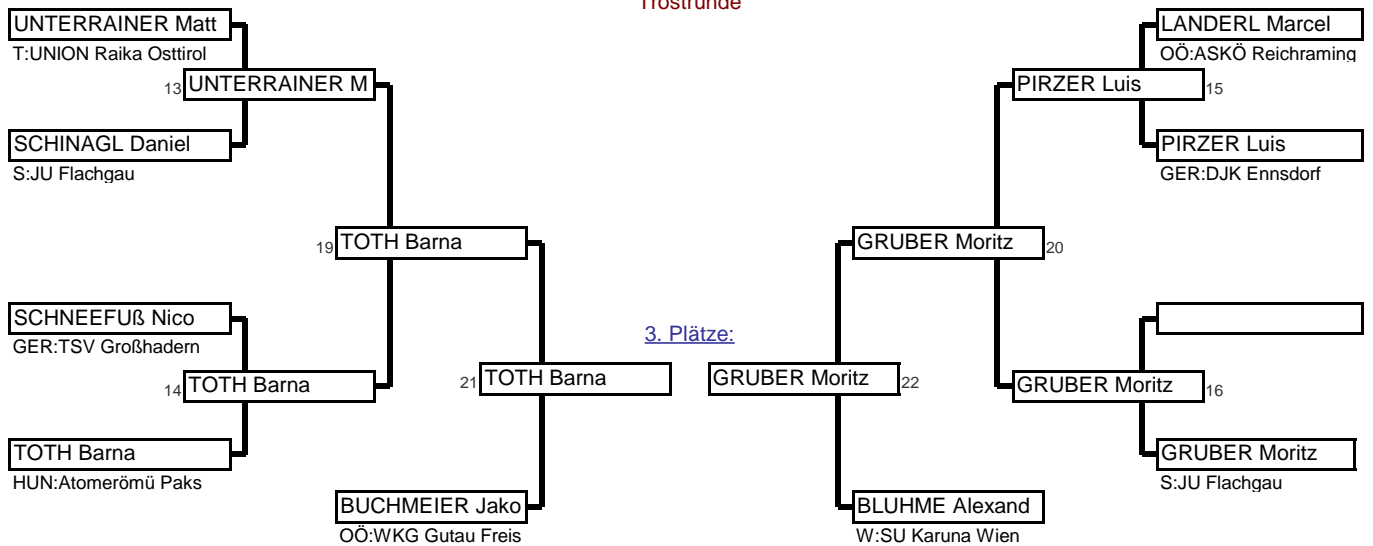 Trostrunde
UNTERRAINER Matt
T:UNION Raika Osttirol
13 UNTERRAINER M
SCHINAGL Daniel
S:JU Flachgau
19 TOTH Barna
SCHNEEFUß Nico
GER:TSV Großhadern
14 TOTH Barna
TOTH Barna
HUN:Atomerömü Paks
21 TOTH Barna
BUCHMEIER Jako
OÖ:WKG Gutau Freis
3. Plätze:
LANDERL Marcel
OÖ:ASKÖ Reichraming
PIRZER Luis 15
PIRZER Luis
GER:DJK Ennsdorf
GRUBER Moritz 20
GRUBER Moritz 22
GRUBER Moritz 16
GRUBER Moritz
S:JU Flachgau
BLUHME Alexand
W:SU Karuna Wien